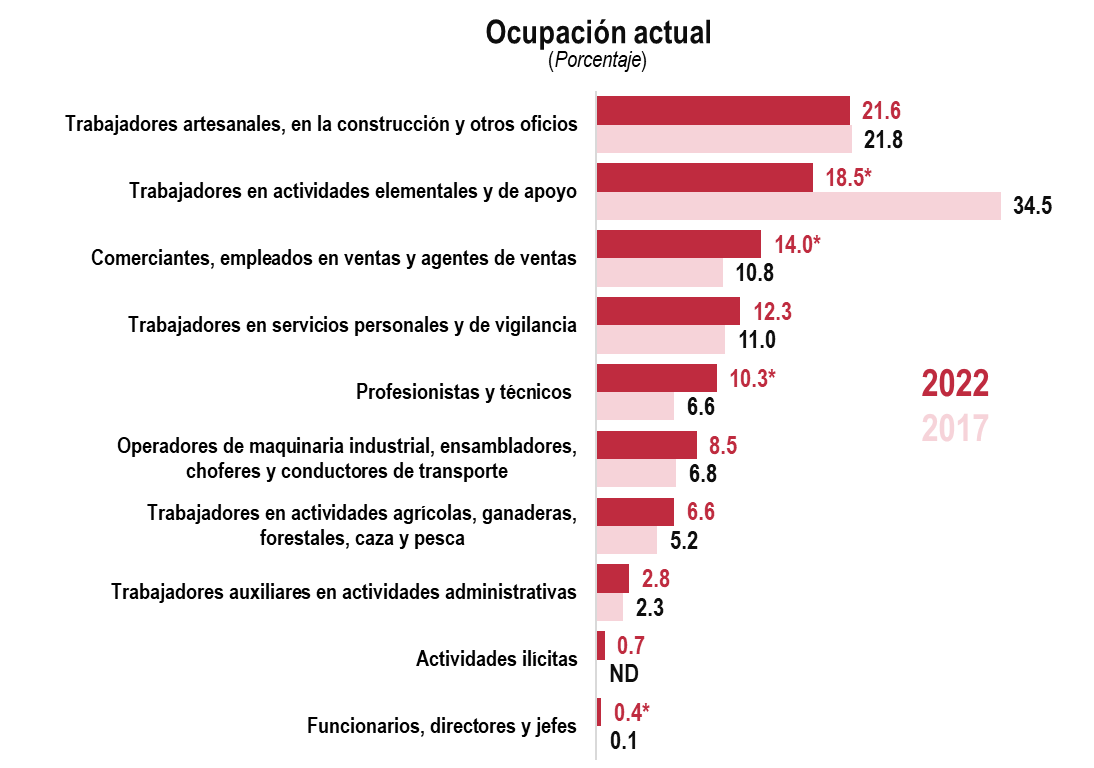 Ocupación actual
(Porcentaje)
Trabajadores artesanales, en la construcción y otros oficios
21.6
21.8
Trabajadores en actividades elementales y de apoyo
18.5*
34.5
Comerciantes, empleados en ventas y agentes de ventas
14.0*
10.8
Trabajadores en servicios personales y de vigilancia
12.3
11.0
Profesionistas y técnicos
10.3*
6.6
2022
2017
Operadores de maquinaria industrial, ensambladores,
choferes y conductores de transporte
8.5
6.8
Trabajadores en actividades agrícolas, ganaderas,
forestales, caza y pesca
6.6
5.2
Trabajadores auxiliares en actividades administrativas
2.8
2.3
Actividades ilícitas
0.7
ND
Funcionarios, directores y jefes
0.4*
0.1